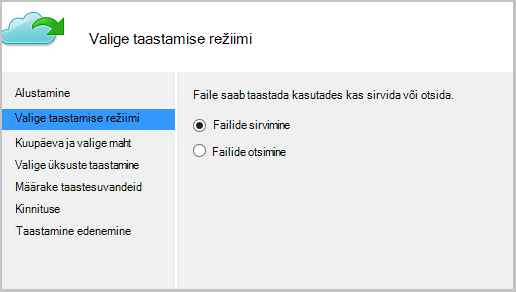 Valige taastamise režiimi
Alustamine
Valige taastamise režiimi
Kuupäeva ja valige maht
Valige üksuste taastamine
Määrake taastesuvandeid
Kinnituse
Taastamine edenemine
Faile saab taastada kasutades kas sirvida või otsida.
Failide sirvimine
Failide otsimine